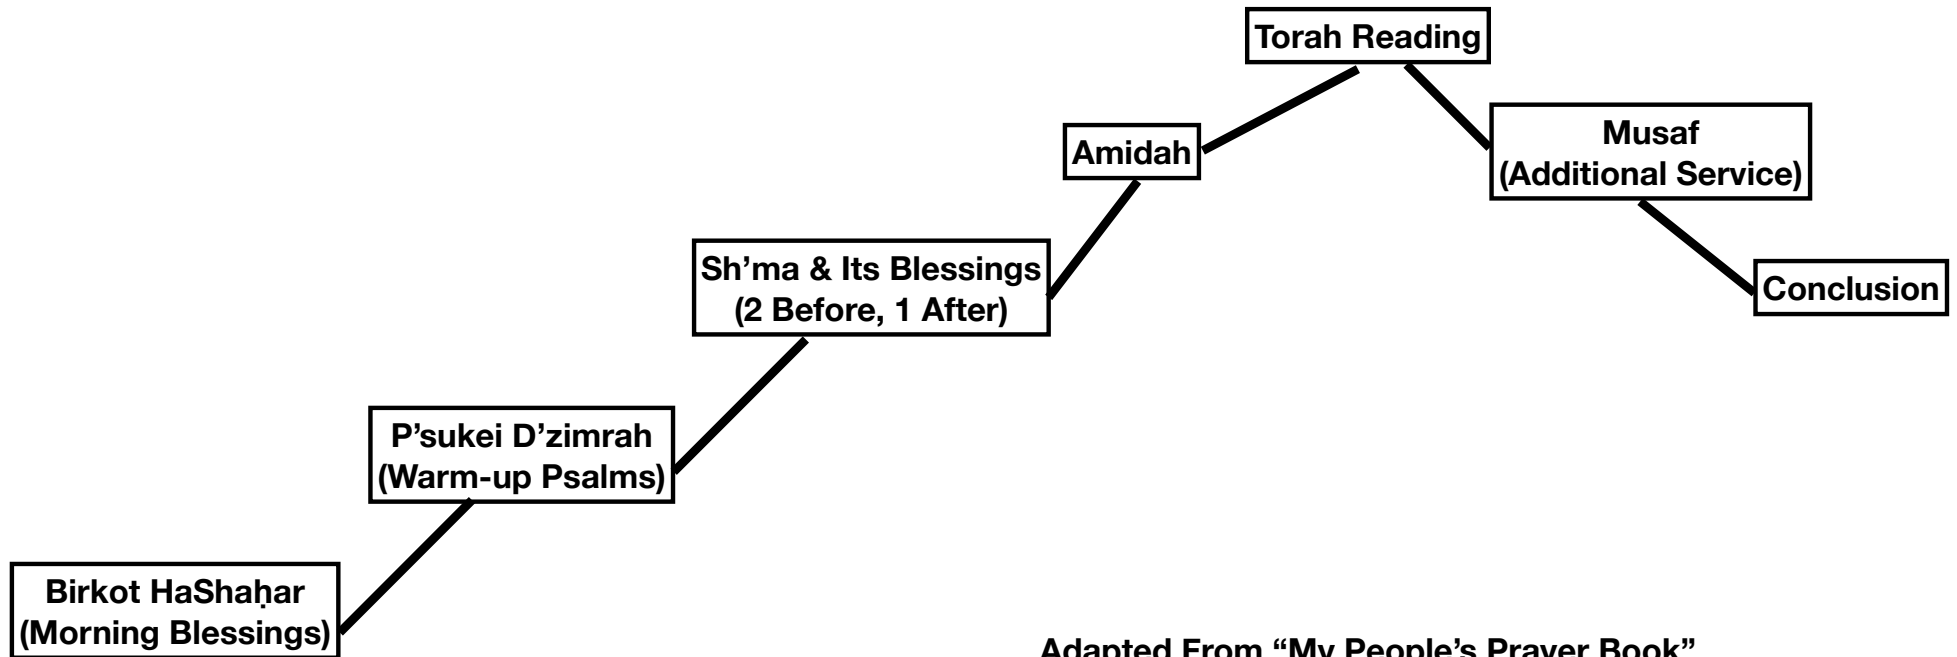 Torah Reading
Musaf
(Additional Service)
Amidah
Sh’ma & Its Blessings
(2 Before, 1 After)
Conclusion
P’sukei D’zimrah
(Warm-up Psalms)
Birkot HaShaḥar
(Morning Blessings)
Adapted From “My People’s Prayer Book”